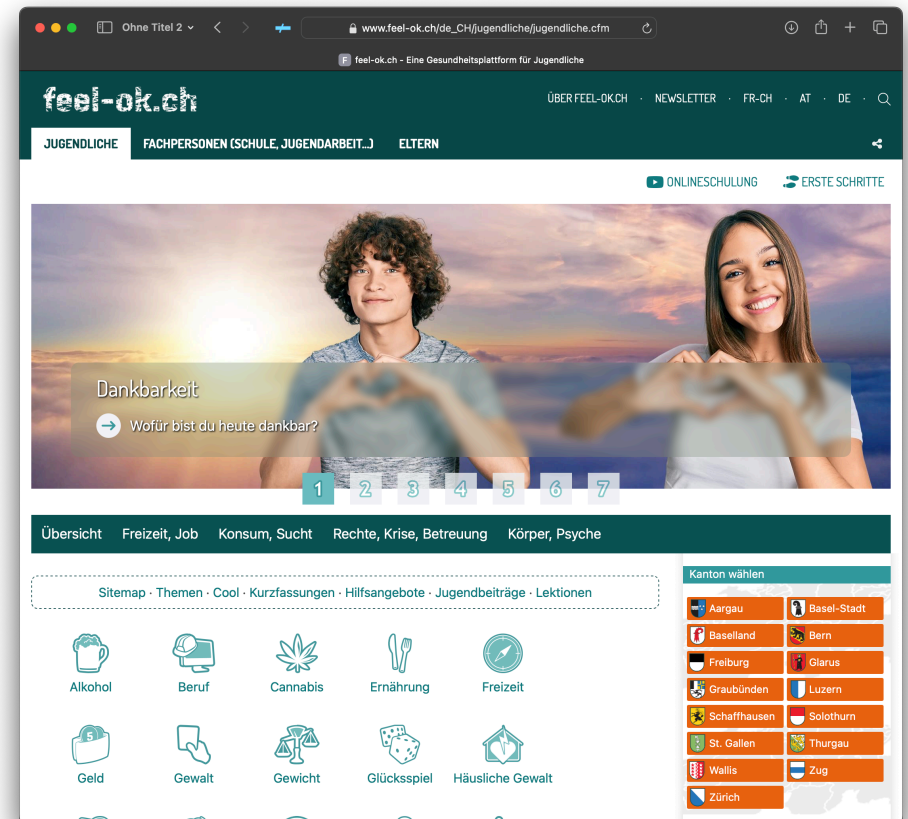 Ohne Titel 2
www.feel-ok.ch/de_CH/jugendliche/jugendliche.cfm
F feel-ok.ch - Eine Gesundheitsplattform für Jugendliche
feel-ok.ch
ÜBER FEEL-OK.CH · NEWSLETTER · FR-CH · AT · DE ·
JUGENDLICHE FACHPERSONEN (SCHULE, JUGENDARBEIT...) ELTERN
ONLINESCHULUNG ERSTE SCHRITTE
Dankbarkeit
Wofür bist du heute dankbar?
1 2 3 4 5 6 7
Übersicht Freizeit, Job Konsum, Sucht Rechte, Krise, Betreuung Körper, Psyche
Sitemap · Themen · Cool · Kurzfassungen · Hilfsangebote · Jugendbeiträge · Lektionen
Alkohol Beruf Cannabis Ernährung Freizeit
5
Geld Gewalt Gewicht Glücksspiel Häusliche Gewalt
Kanton wählen
Aargau Basel-Stadt
Baselland Bern
Freiburg Glarus
Graubünden Luzern
Schaffhausen Solothurn
St. Gallen Thurgau
Wallis Zug
Zürich